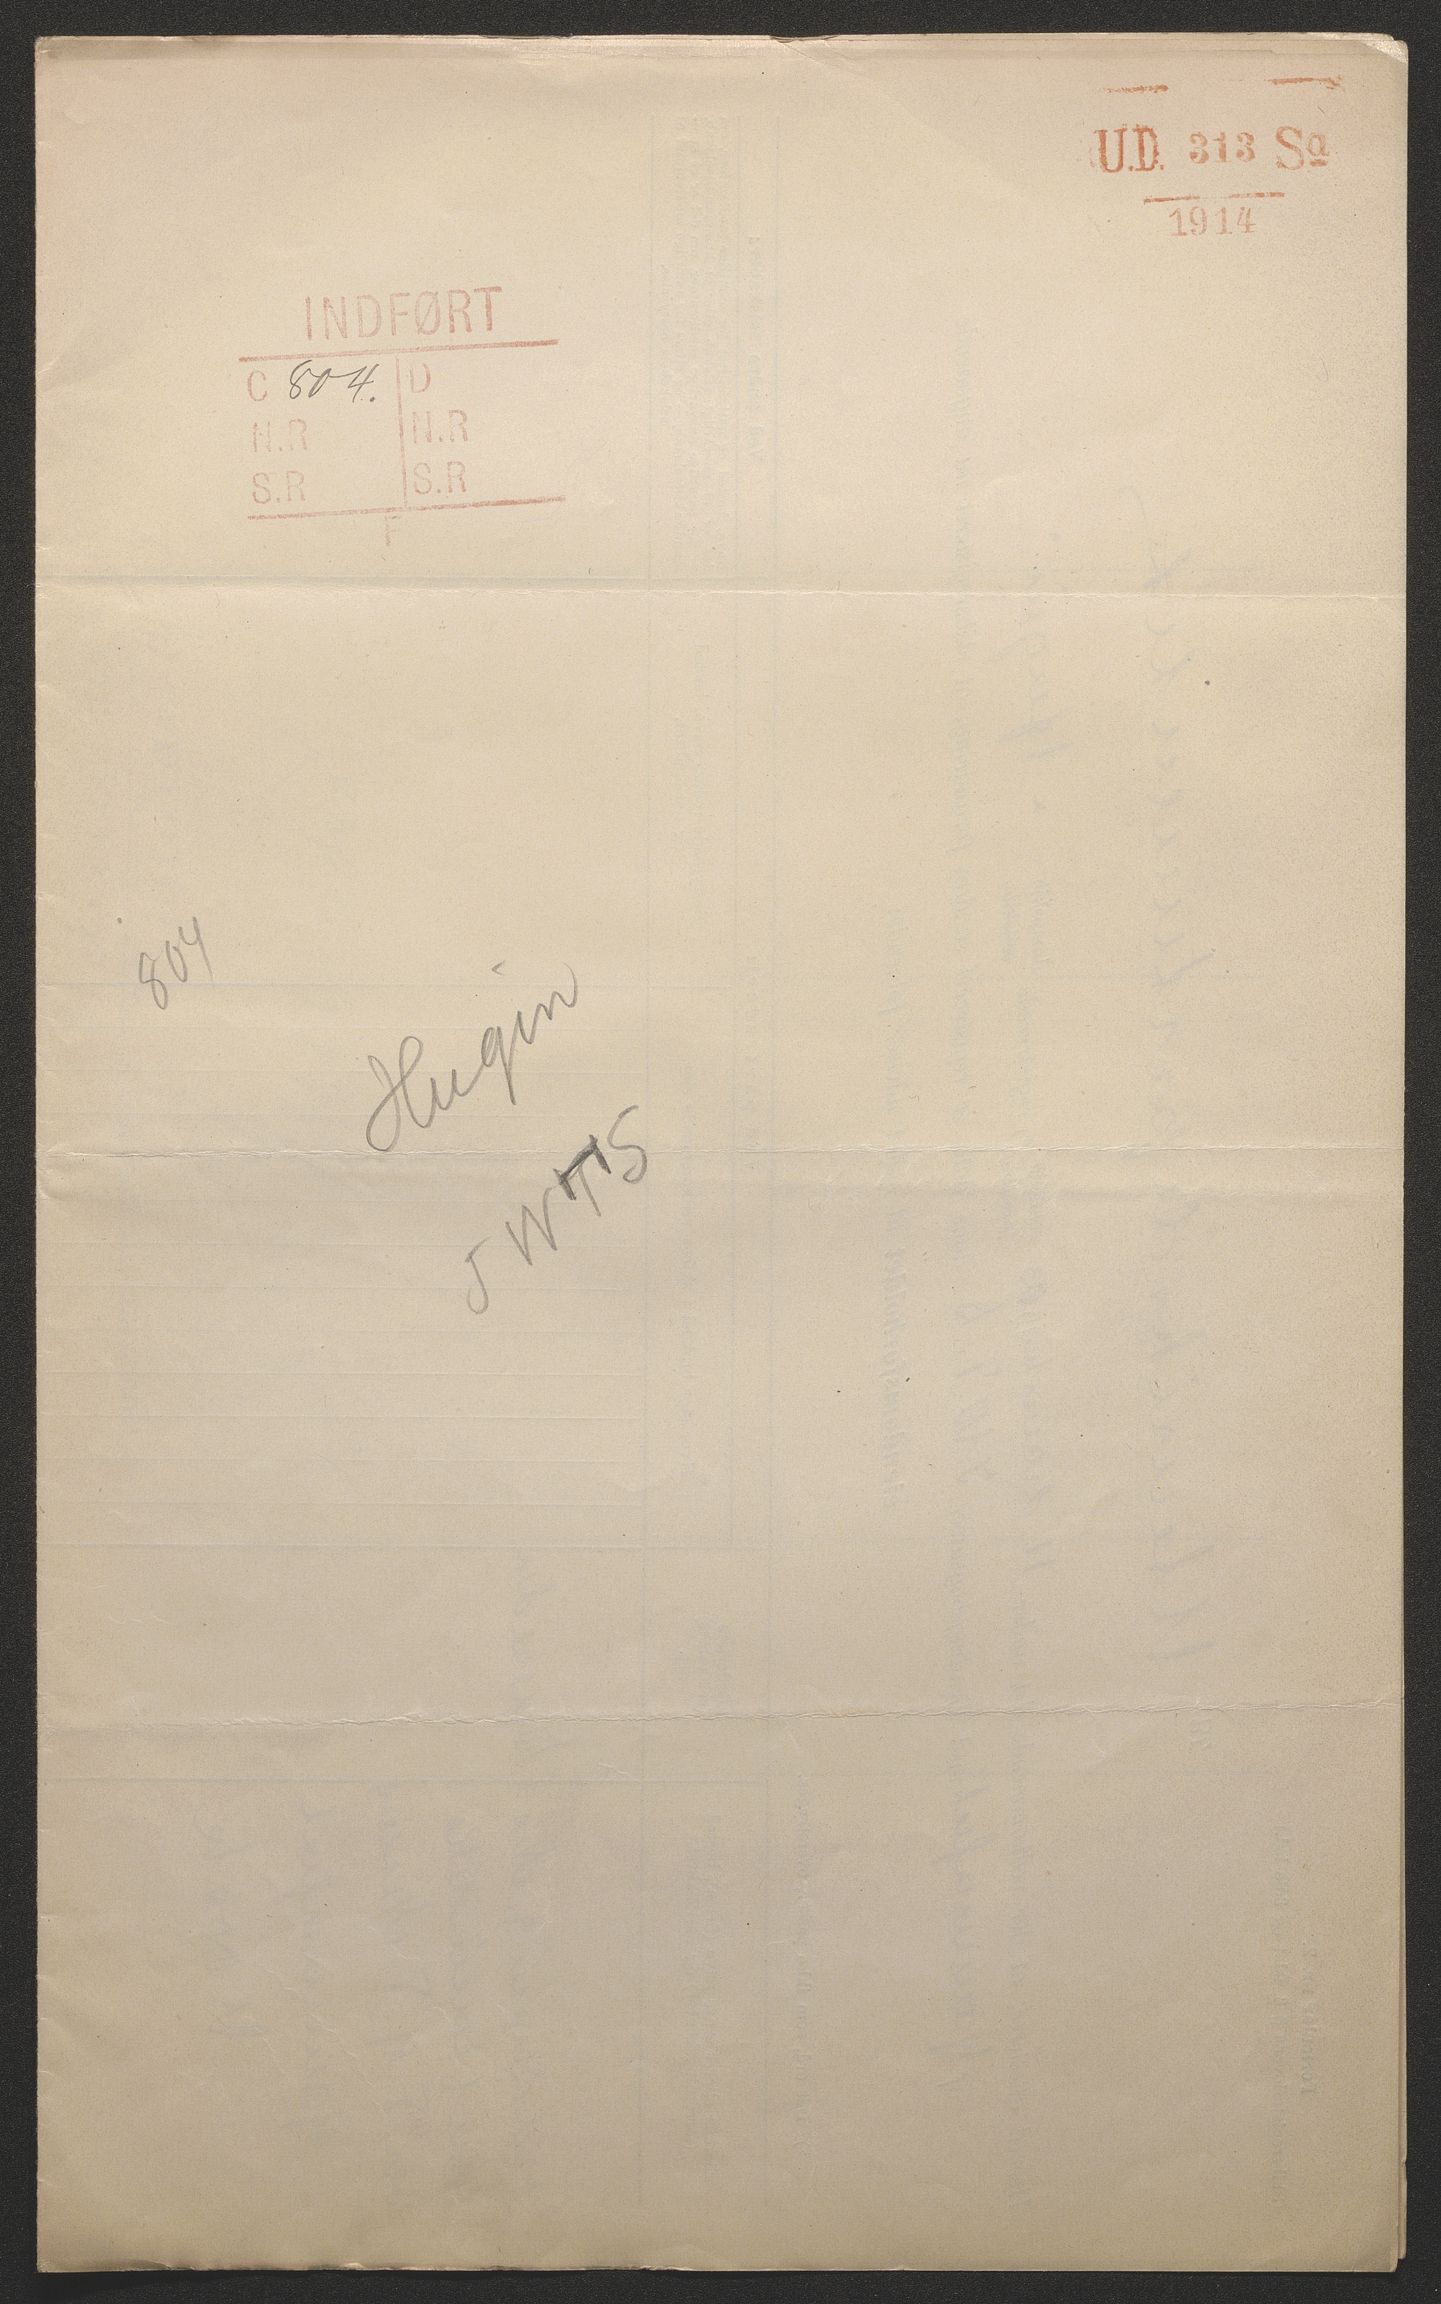 U.D. 313 Sa
1914
INDFØRT
C 804. D
N.R N.R
S.R S.R
F
804
Hugin
JWTS